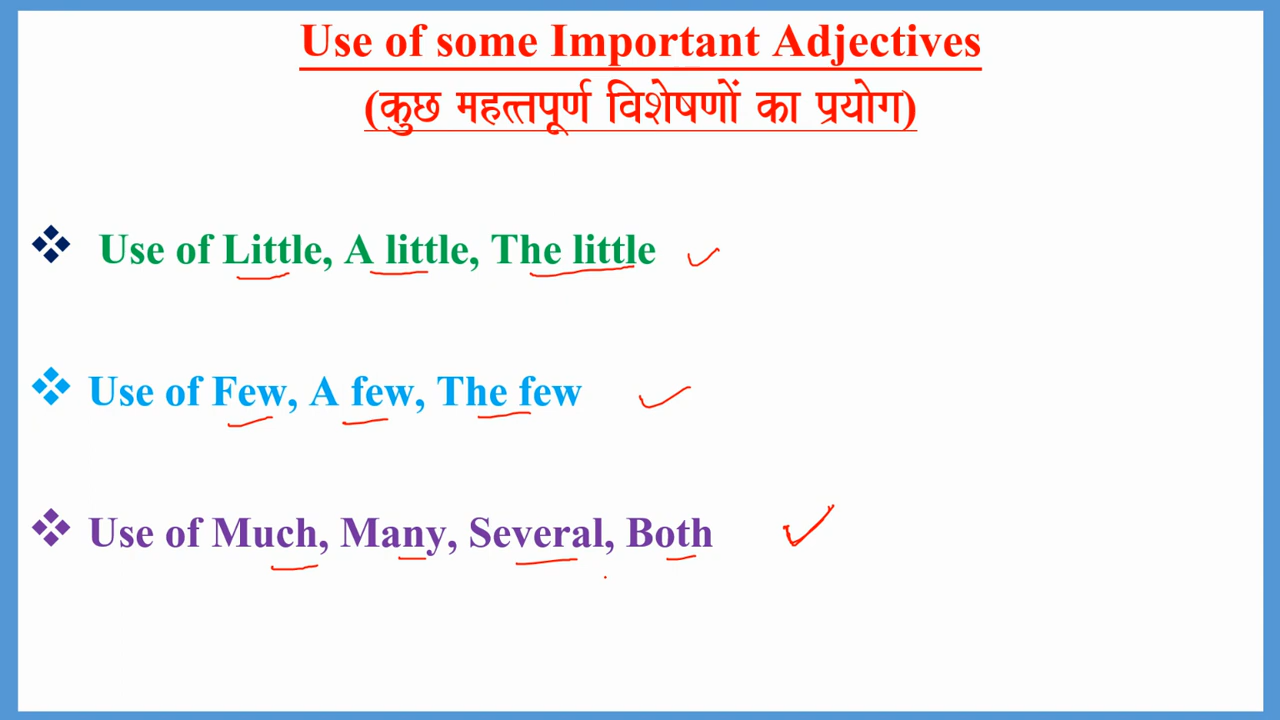 Use of some Important Adjectives
(कुछ महत्तपूर्ण विशेषणों का प्रयोग)
Use of Little, A little, The little
Use of Few, A few, The few
Use of Much, Many, Several, Both